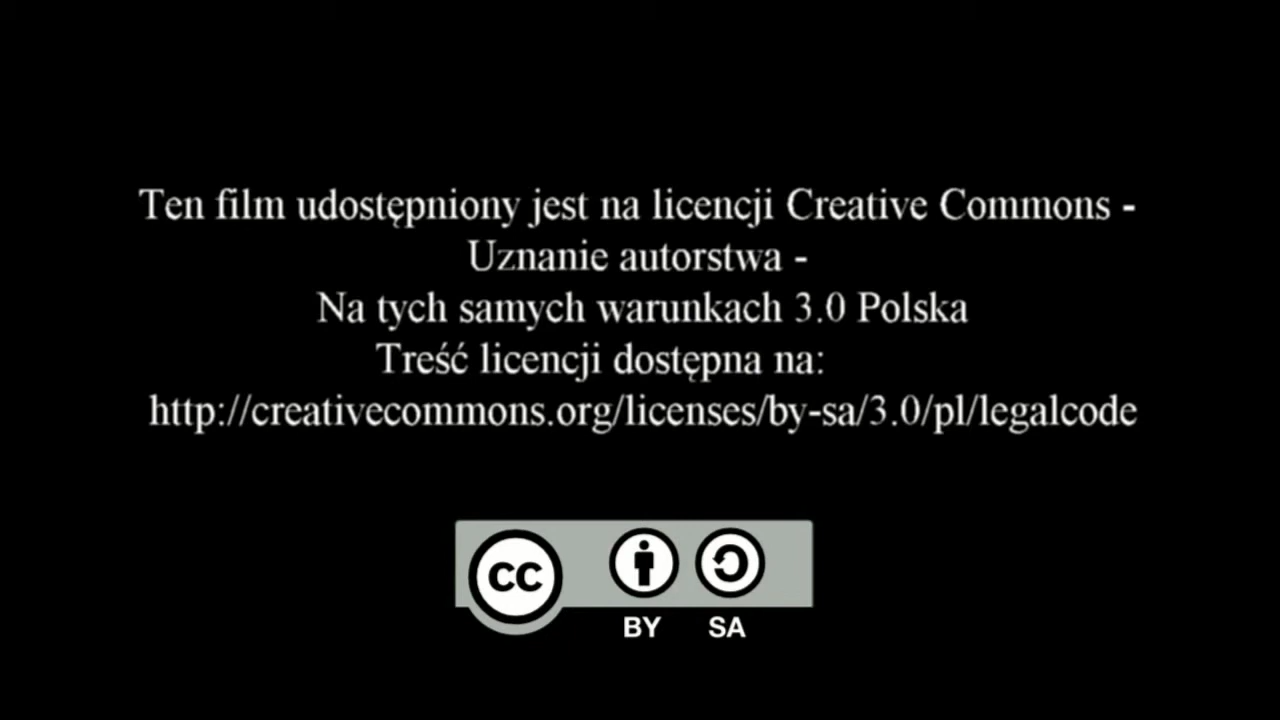 Ten film udostępniony jest na licencji Creative Commons -
Uznanie autorstwa -
Na tych samych warunkach 3.0 Polska
Treść licencji dostępna na:
http://creativecommons.org/licenses/by-sa/3.0/pl/legalcode
cc
BY SA